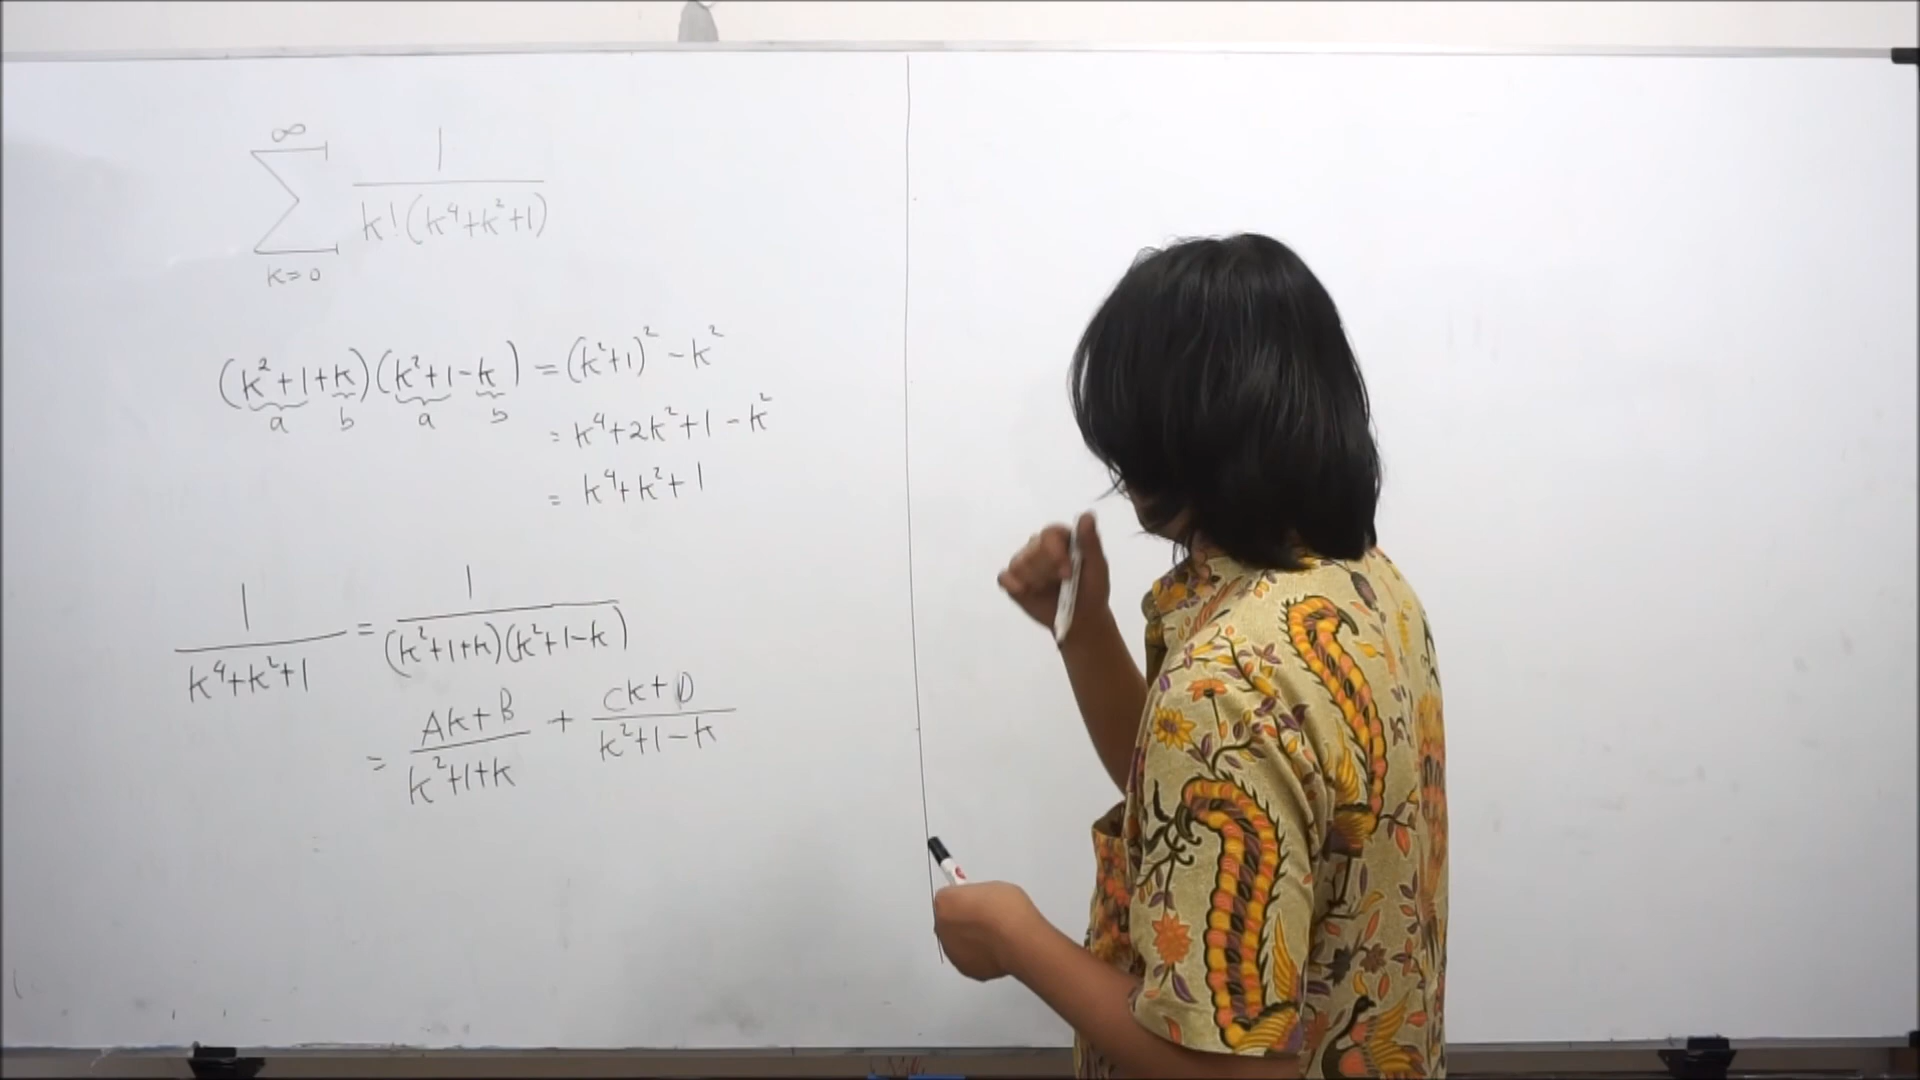 ∞
Σ 1/(k!(k⁴+k²+1))
k=0
(k²+1+k)(k²+1-k) = (k²+1)² - k²
a b a b
= k⁴+2k²+1-k²
= k⁴+k²+1
1/(k⁴+k²+1) = 1/((k²+1+k)(k²+1-k))
= (Ak+B)/(k²+1+k) + (Ck+D)/(k²+1-k)